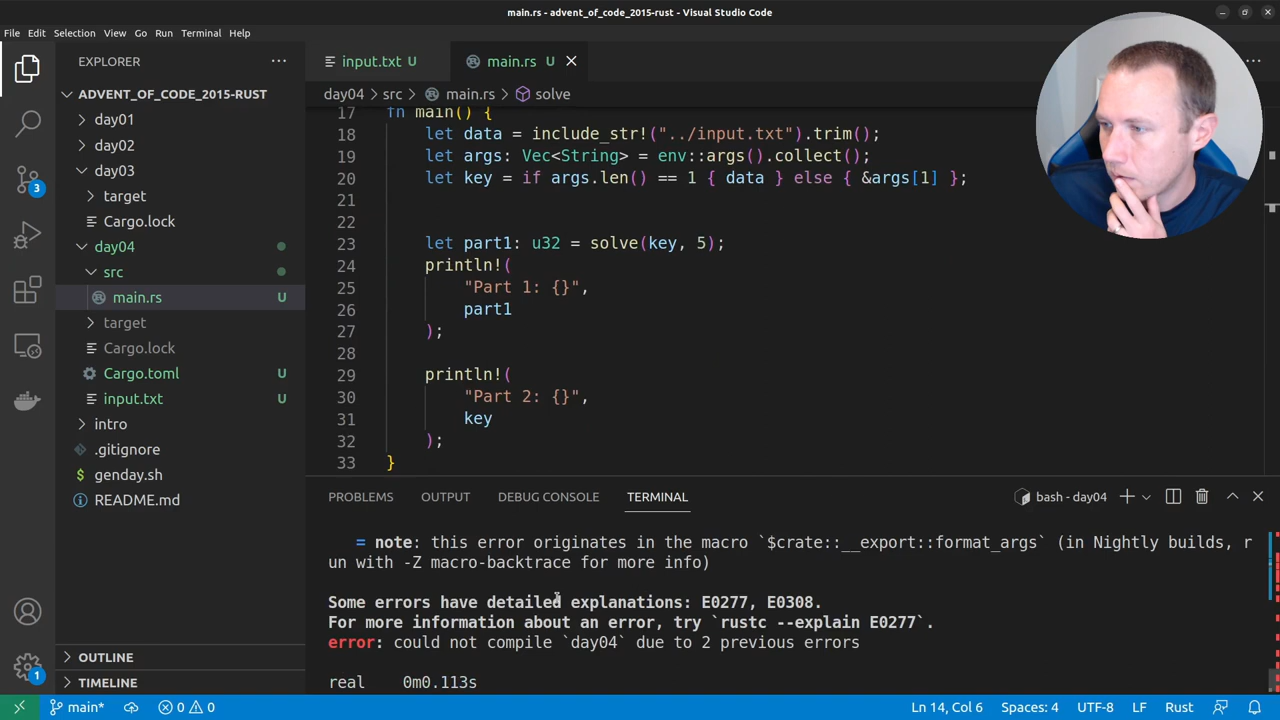 main.rs - advent_of_code_2015-rust - Visual Studio Code
File Edit Selection View Go Run Terminal Help
EXPLORER
ADVENT_OF_CODE_2015-RUST
day01
day02
day03
target
Cargo.lock
day04
src
main.rs U
target
Cargo.lock
Cargo.toml U
input.txt U
intro
.gitignore
$ genday.sh
README.md
OUTLINE
TIMELINE
3
1
input.txt U main.rs U
day04 > src > main.rs > solve
17 fn main() {
18 let data = include_str!("../input.txt").trim();
19 let args: Vec<String> = env::args().collect();
20 let key = if args.len() == 1 { data } else { &args[1] };
21
22
23 let part1: u32 = solve(key, 5);
24 println!(
25 "Part 1: {}",
26 part1
27 );
28
29 println!(
30 "Part 2: {}",
31 key
32 );
33 }
PROBLEMS OUTPUT DEBUG CONSOLE TERMINAL bash - day04
= note: this error originates in the macro `$crate::__export::format_args` (in Nightly builds, r
un with -Z macro-backtrace for more info)
Some errors have detailed explanations: E0277, E0308.
For more information about an error, try `rustc --explain E0277`.
error: could not compile `day04` due to 2 previous errors
real 0m0.113s
main* 0 0 Ln 14, Col 6 Spaces: 4 UTF-8 LF Rust